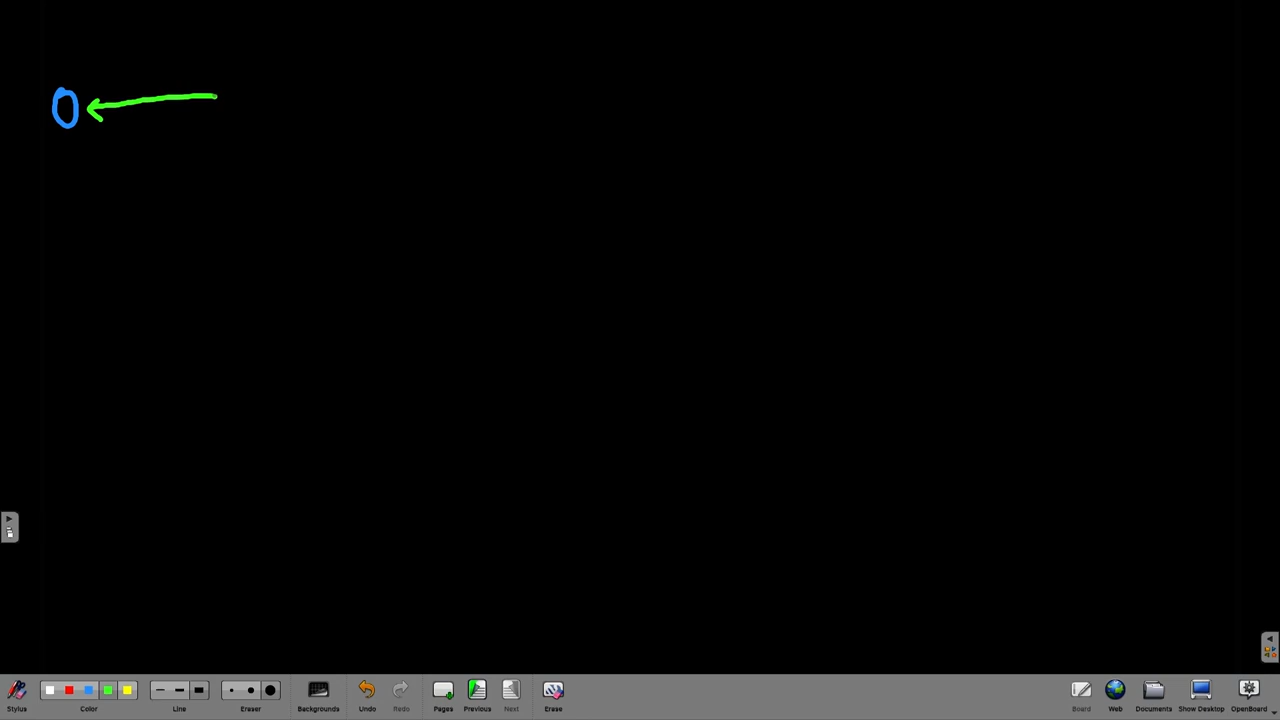 0
Stylus
Color
Line
Eraser
Backgrounds
Undo
Redo
Pages
Previous
Next
Erase
Board
Web
Documents
Show Desktop
OpenBoard